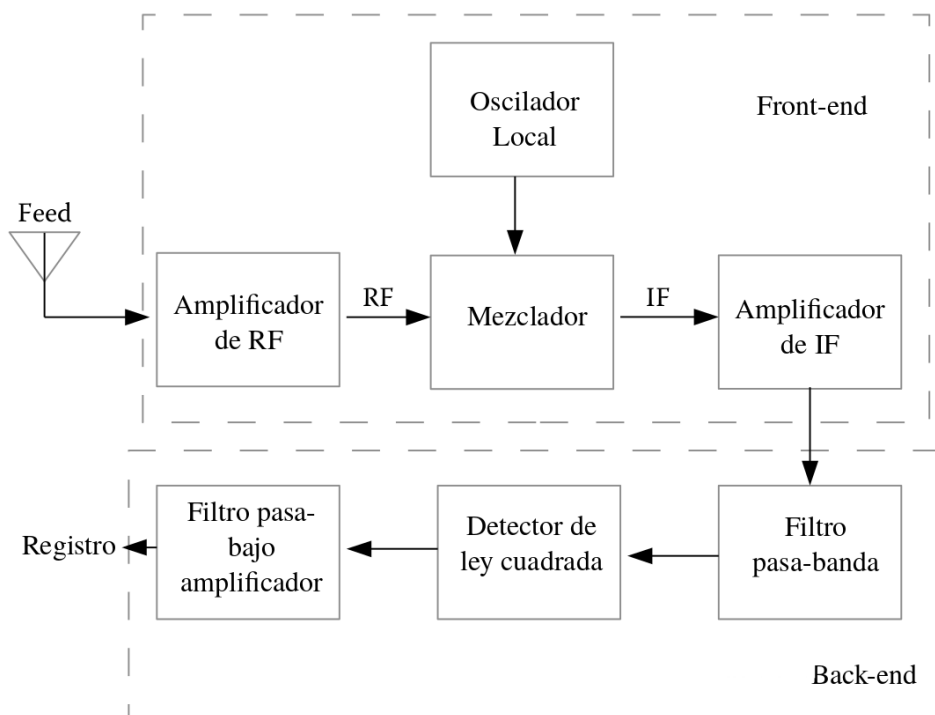 Oscilador
Local
Front-end
Feed
Amplificador
de RF
RF
Mezclador
IF
Amplificador
de IF
Filtro pasa-
bajo
amplificador
Registro
Detector de
ley cuadrada
Filtro
pasa-banda
Back-end